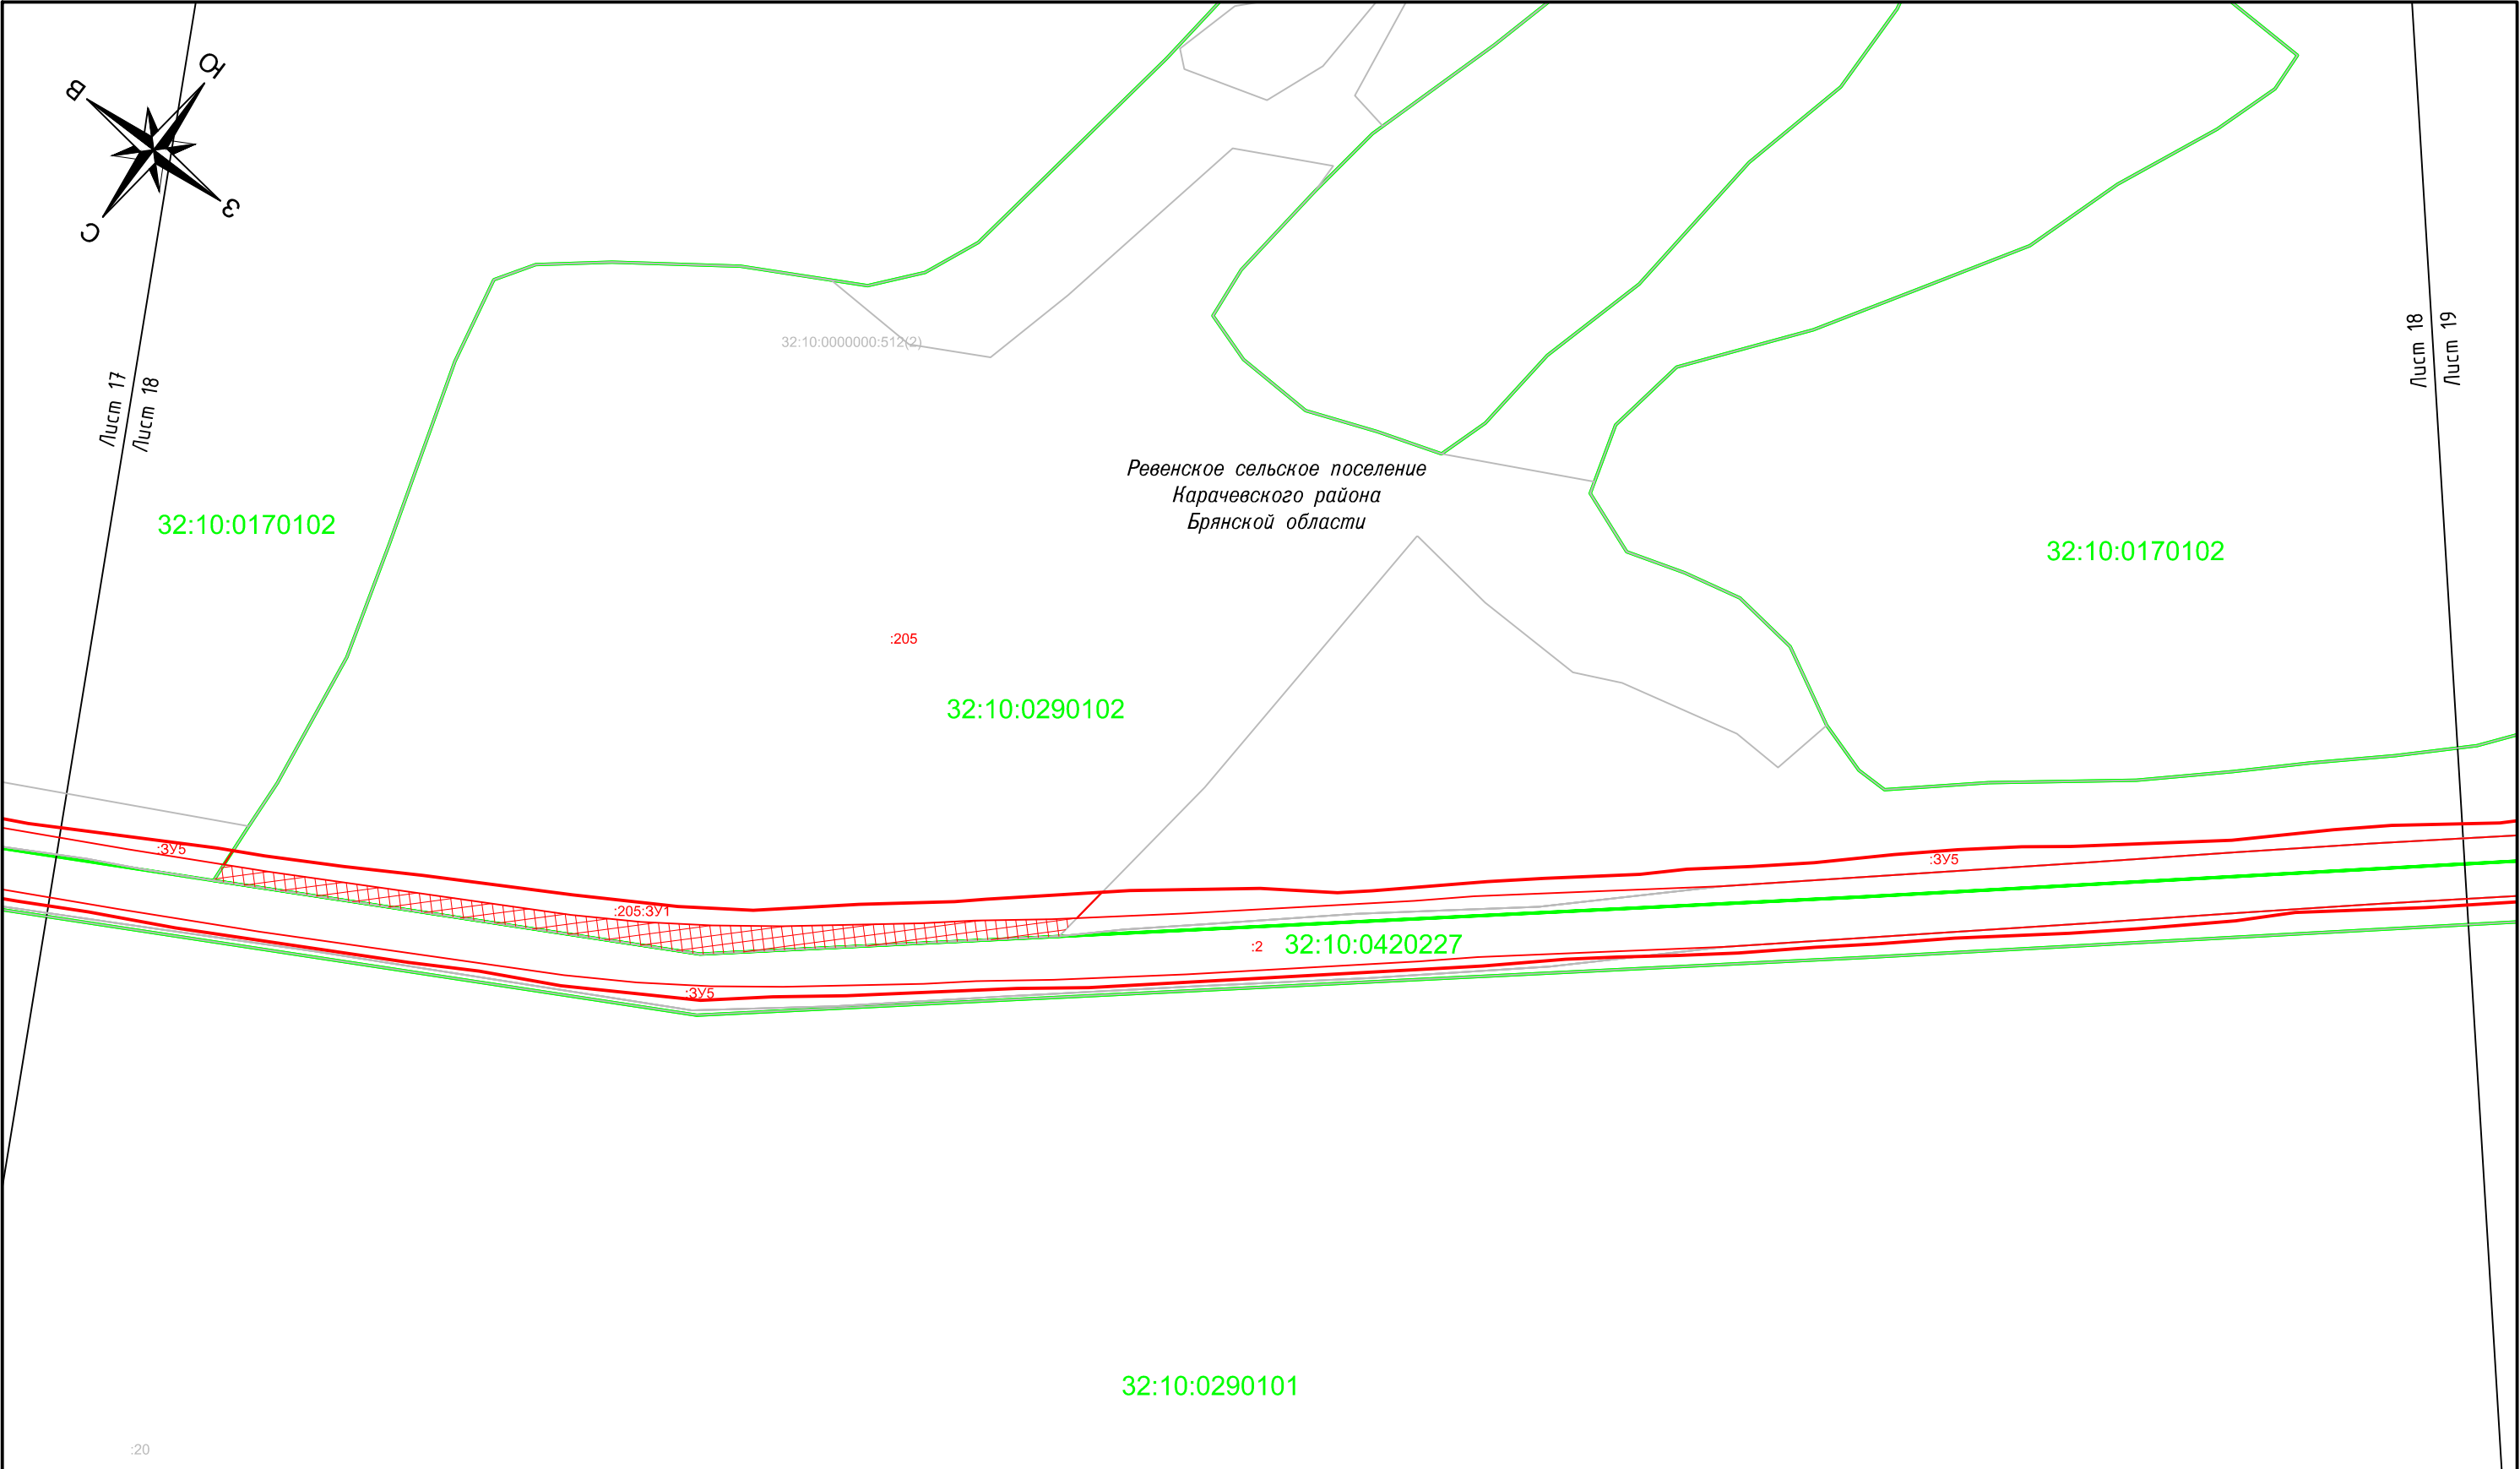 Ю
В
З
С
32:10:0000000:512(2)
Лист 17
Лист 18
Лист 18
Лист 19
Ревенское сельское поселение
Карачевского района
Брянской области
32:10:0170102
32:10:0170102
:205
32:10:0290102
:ЗУ5
:ЗУ5
:205:ЗУ1
:2
32:10:0420227
:ЗУ5
32:10:0290101
:20